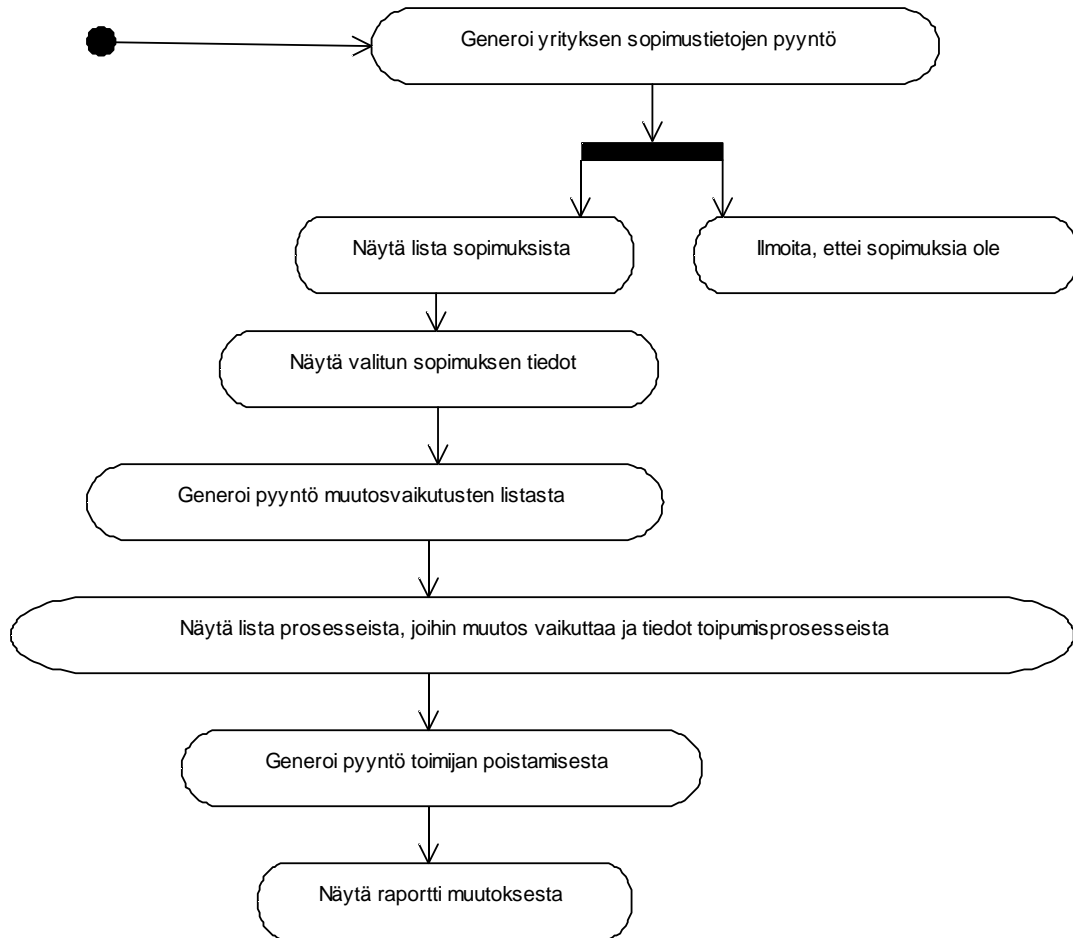 Generoi yrityksen sopimustietojen pyyntö
Näytä lista sopimuksista
Ilmoita, ettei sopimuksia ole
Näytä valitun sopimuksen tiedot
Generoi pyyntö muutosvaikutusten listasta
Näytä lista prosesseista, joihin muutos vaikuttaa ja tiedot toipumisprosesseista
Generoi pyyntö toimijan poistamisesta
Näytä raportti muutoksesta